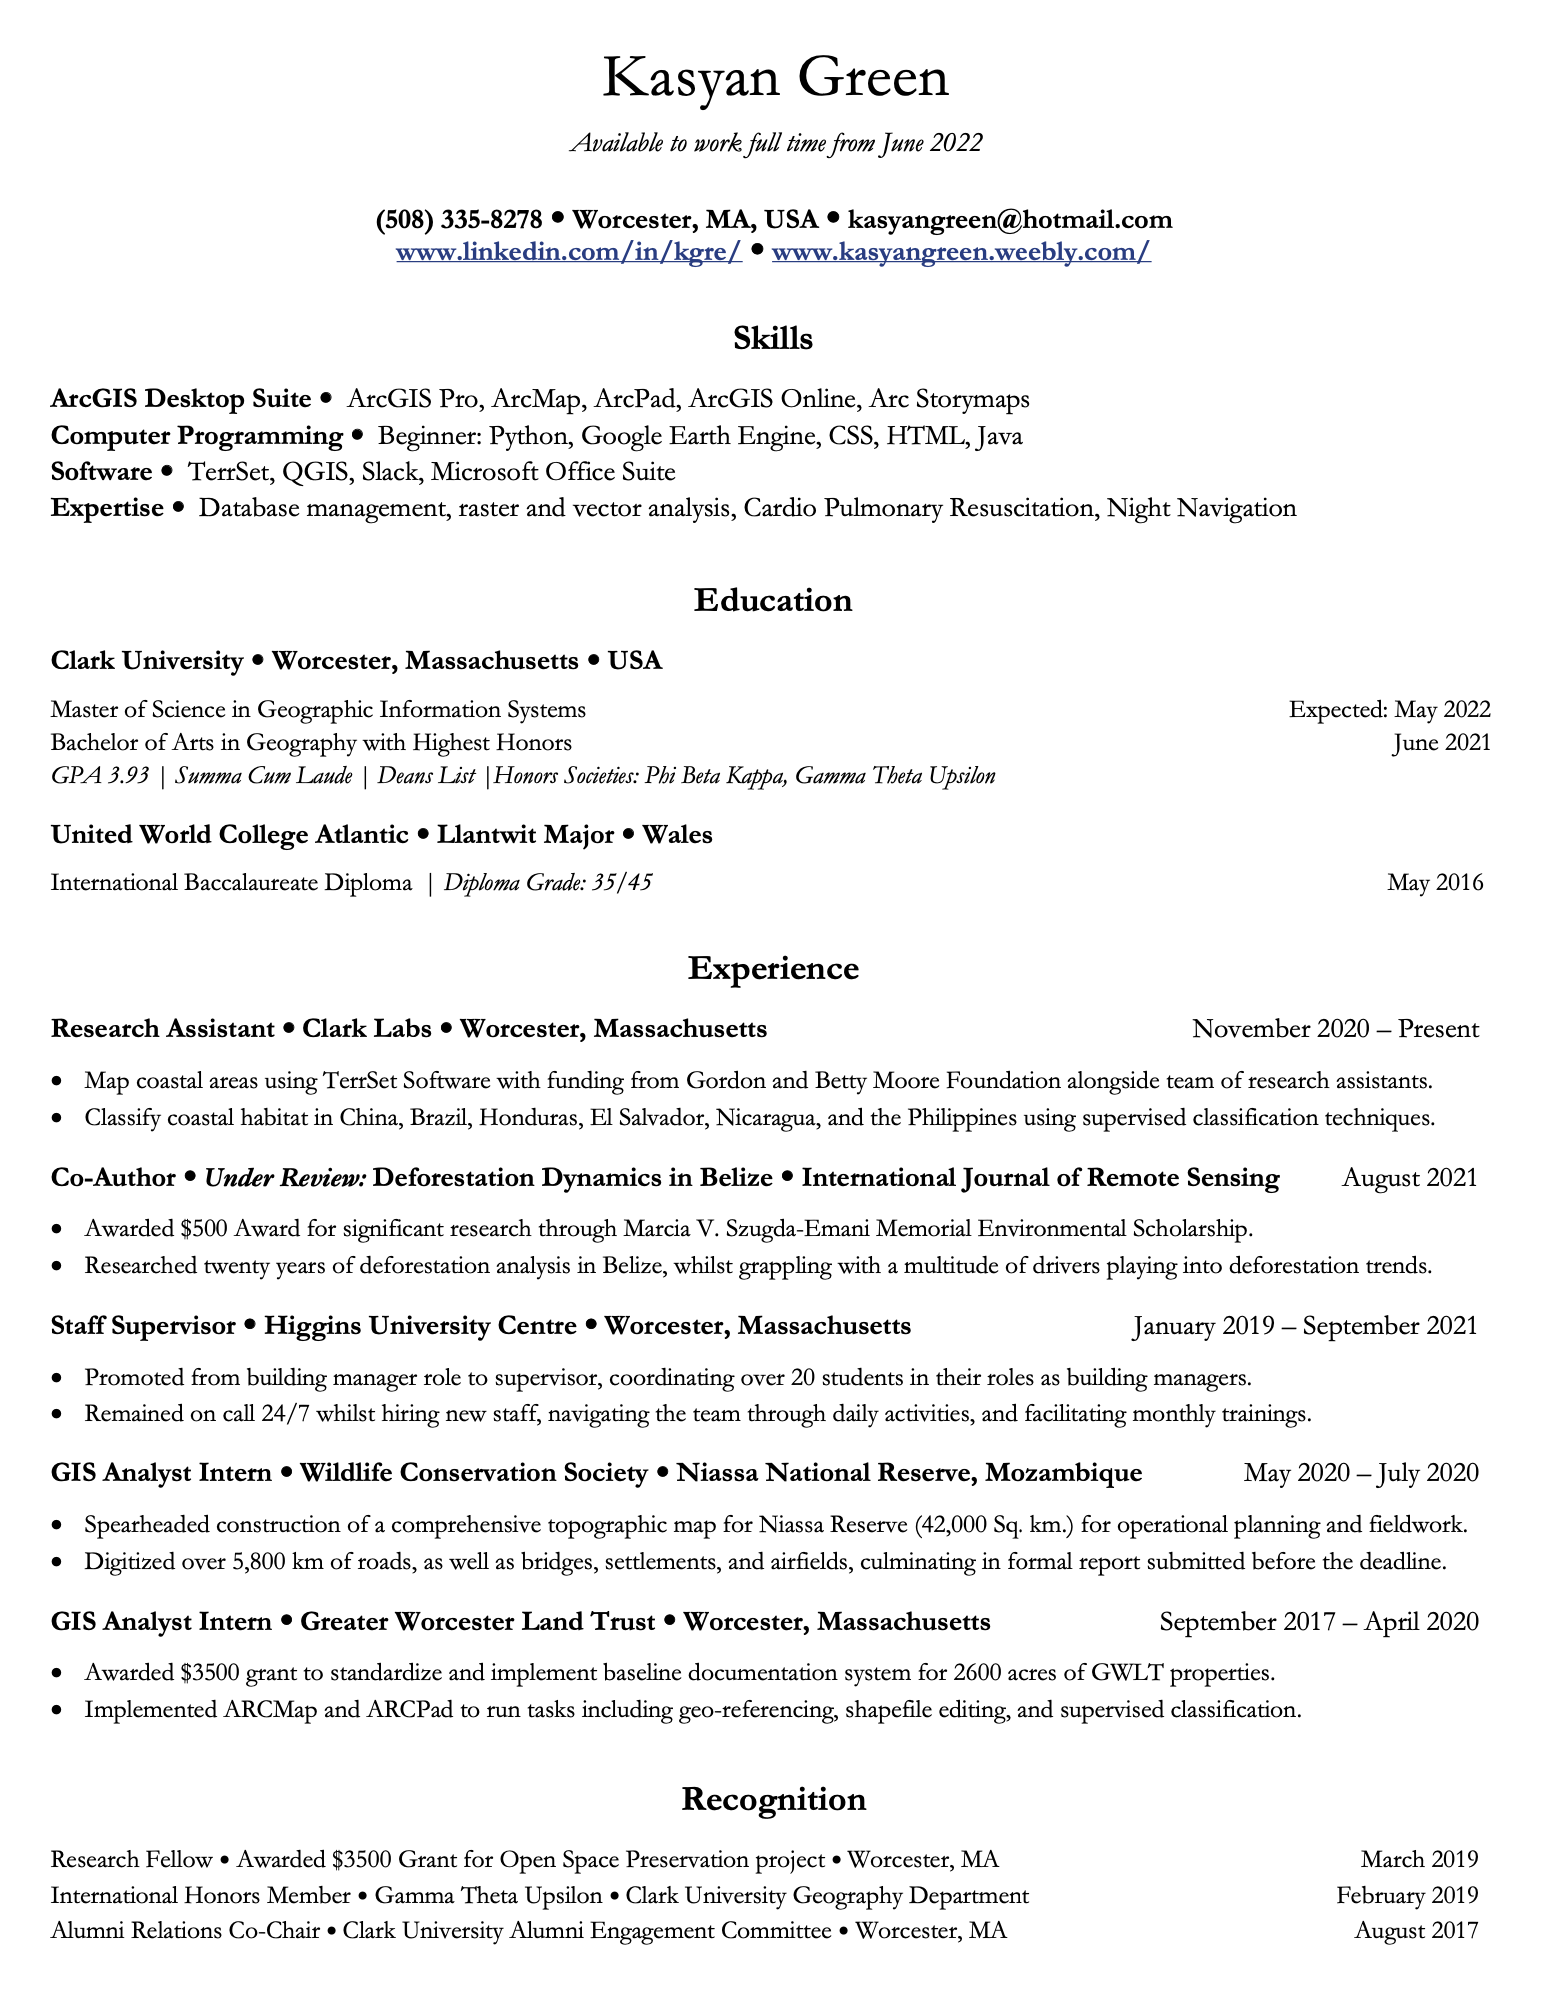 Kasyan Green
Available to work full time from June 2022
(508) 335-8278 • Worcester, MA, USA • kasyangreen@hotmail.com
www.linkedin.com/in/kgre/ • www.kasyangreen.weebly.com/
Skills
ArcGIS Desktop Suite • ArcGIS Pro, ArcMap, ArcPad, ArcGIS Online, Arc Storymaps
Computer Programming • Beginner: Python, Google Earth Engine, CSS, HTML, Java
Software • TerrSet, QGIS, Slack, Microsoft Office Suite
Expertise • Database management, raster and vector analysis, Cardio Pulmonary Resuscitation, Night Navigation
Education
Clark University • Worcester, Massachusetts • USA
Master of Science in Geographic Information Systems Expected: May 2022
Bachelor of Arts in Geography with Highest Honors June 2021
GPA 3.93 | Summa Cum Laude | Deans List |Honors Societies: Phi Beta Kappa, Gamma Theta Upsilon
United World College Atlantic • Llantwit Major • Wales
International Baccalaureate Diploma | Diploma Grade: 35/45 May 2016
Experience
Research Assistant • Clark Labs • Worcester, Massachusetts November 2020 – Present
• Map coastal areas using TerrSet Software with funding from Gordon and Betty Moore Foundation alongside team of research assistants.
• Classify coastal habitat in China, Brazil, Honduras, El Salvador, Nicaragua, and the Philippines using supervised classification techniques.
Co-Author • Under Review: Deforestation Dynamics in Belize • International Journal of Remote Sensing August 2021
• Awarded $500 Award for significant research through Marcia V. Szugda-Emani Memorial Environmental Scholarship.
• Researched twenty years of deforestation analysis in Belize, whilst grappling with a multitude of drivers playing into deforestation trends.
Staff Supervisor • Higgins University Centre • Worcester, Massachusetts January 2019 – September 2021
• Promoted from building manager role to supervisor, coordinating over 20 students in their roles as building managers.
• Remained on call 24/7 whilst hiring new staff, navigating the team through daily activities, and facilitating monthly trainings.
GIS Analyst Intern • Wildlife Conservation Society • Niassa National Reserve, Mozambique May 2020 – July 2020
• Spearheaded construction of a comprehensive topographic map for Niassa Reserve (42,000 Sq. km.) for operational planning and fieldwork.
• Digitized over 5,800 km of roads, as well as bridges, settlements, and airfields, culminating in formal report submitted before the deadline.
GIS Analyst Intern • Greater Worcester Land Trust • Worcester, Massachusetts September 2017 – April 2020
• Awarded $3500 grant to standardize and implement baseline documentation system for 2600 acres of GWLT properties.
• Implemented ARCMap and ARCPad to run tasks including geo-referencing, shapefile editing, and supervised classification.
Recognition
Research Fellow • Awarded $3500 Grant for Open Space Preservation project • Worcester, MA March 2019
International Honors Member • Gamma Theta Upsilon • Clark University Geography Department February 2019
Alumni Relations Co-Chair • Clark University Alumni Engagement Committee • Worcester, MA August 2017